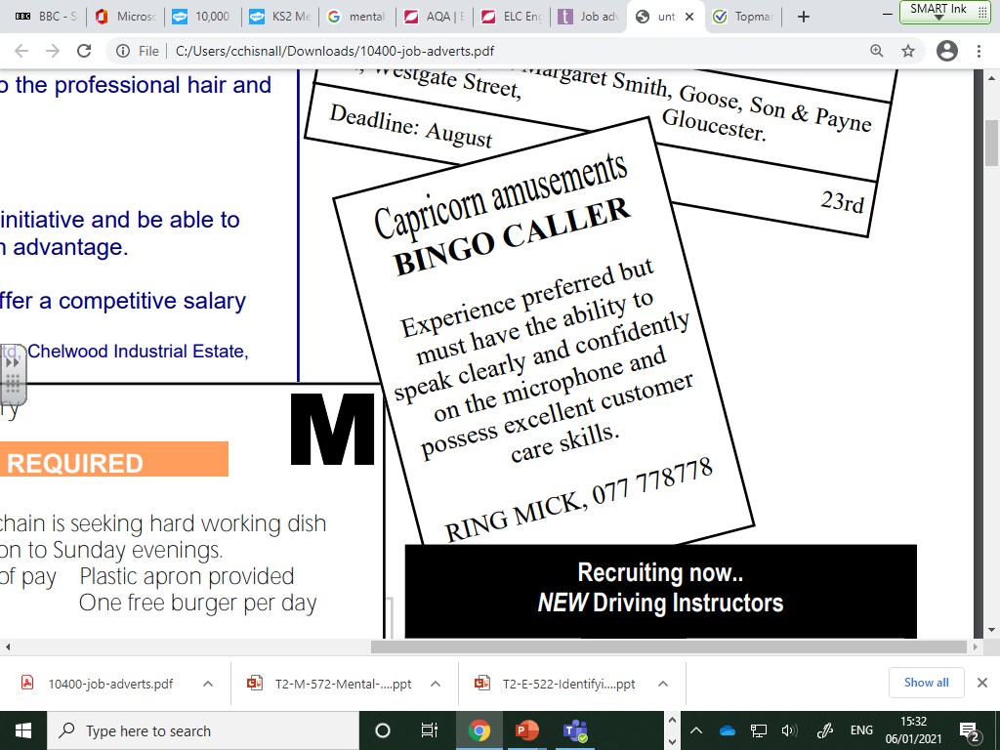 BBC - S
Microsc
10,000
KS2 Me
mental
AQA | E
ELC Eng
Job adv
unt
Topmar
SMART Ink
File
C:/Users/cchisnall/Downloads/10400-job-adverts.pdf
o the professional hair and
initiative and be able to
n advantage.
ffer a competitive salary
td, Chelwood Industrial Estate,
Westgate Street,
Margaret Smith, Goose, Son & Payne
Gloucester.
Deadline: August
23rd
Capricorn amusements
BINGO CALLER
Experience preferred but
must have the ability to
speak clearly and confidently
on the microphone and
possess excellent customer
care skills.
RING MICK, 077 778778
ry
M
REQUIRED
chain is seeking hard working dish
on to Sunday evenings.
of pay Plastic apron provided
One free burger per day
Recruiting now..
NEW Driving Instructors
10400-job-adverts.pdf
T2-M-572-Mental-....ppt
T2-E-522-Identifyi....ppt
Show all
Type here to search
ENG
15:32
06/01/2021
2